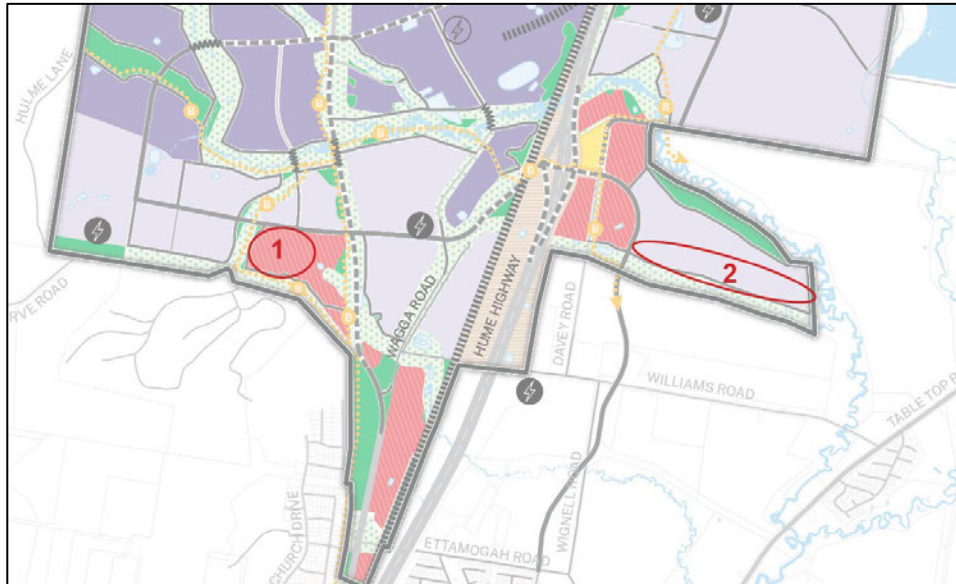 HULME LANE
B
B
B
B
B
B
1
RVE ROAD
B
B
WAGGA ROAD
HUME HIGHWAY
B
2
DAVEY ROAD
WILLIAMS ROAD
TABLE TOP R
WIGNELL ROAD
CHURCH DRIVE
ETTAMOGAH ROAD